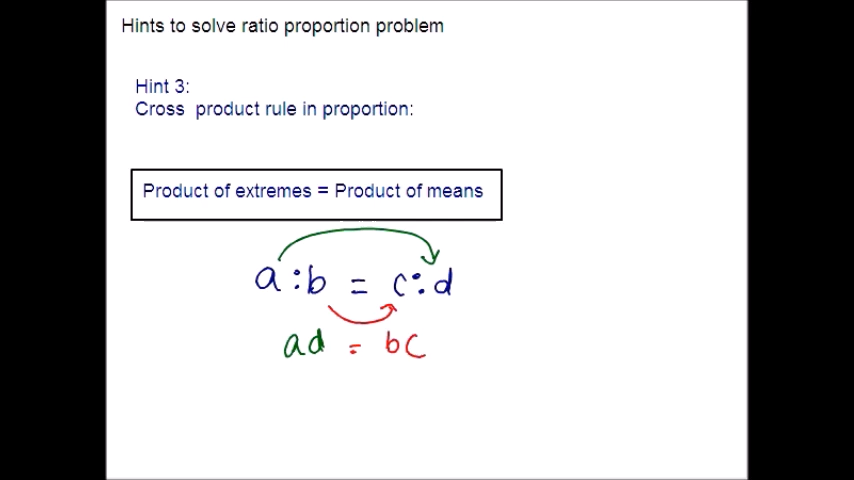 Hints to solve ratio proportion problem
Hint 3:
Cross product rule in proportion:
Product of extremes = Product of means
a : b = c : d
ad = bc